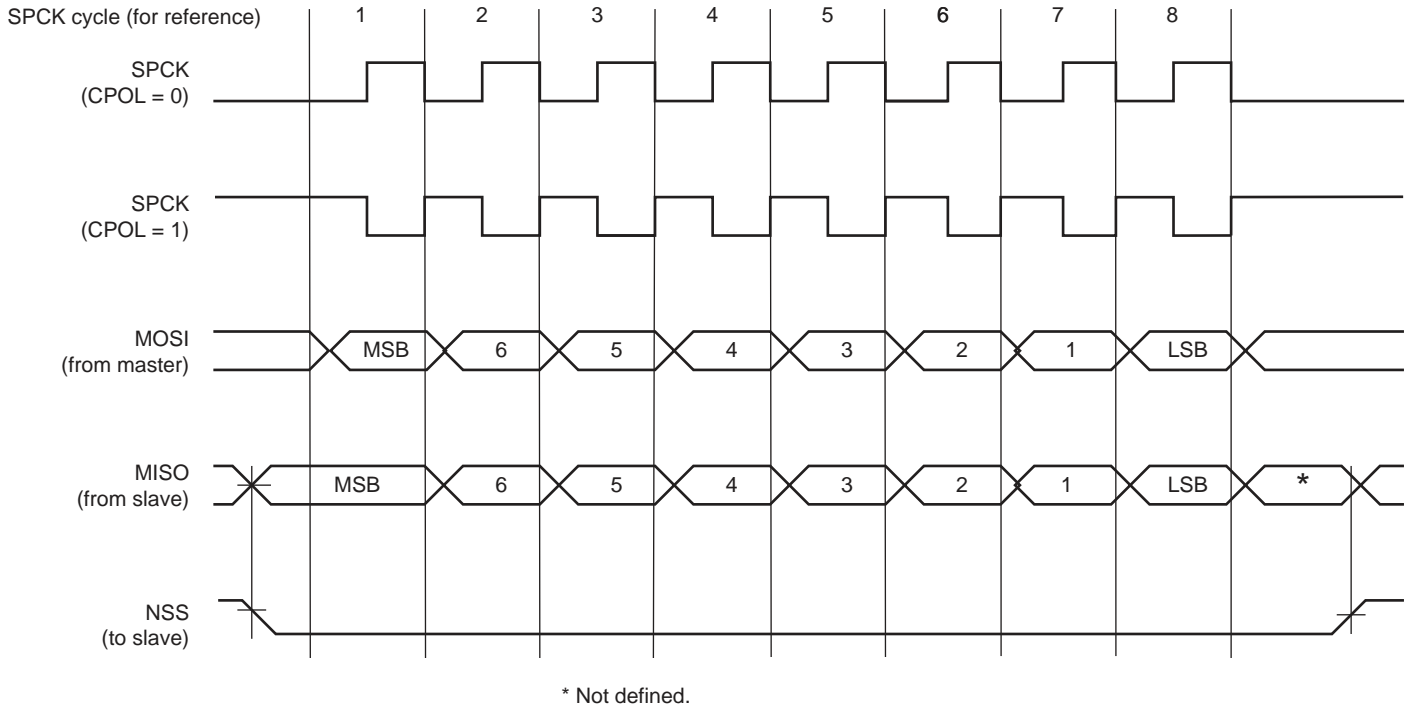 SPCK cycle (for reference) 1 2 3 4 5 6 7 8
SPCK
(CPOL = 0)
SPCK
(CPOL = 1)
MOSI
(from master)
MSB 6 5 4 3 2 1 LSB
MISO
(from slave)
MSB 6 5 4 3 2 1 LSB *
NSS
(to slave)
* Not defined.